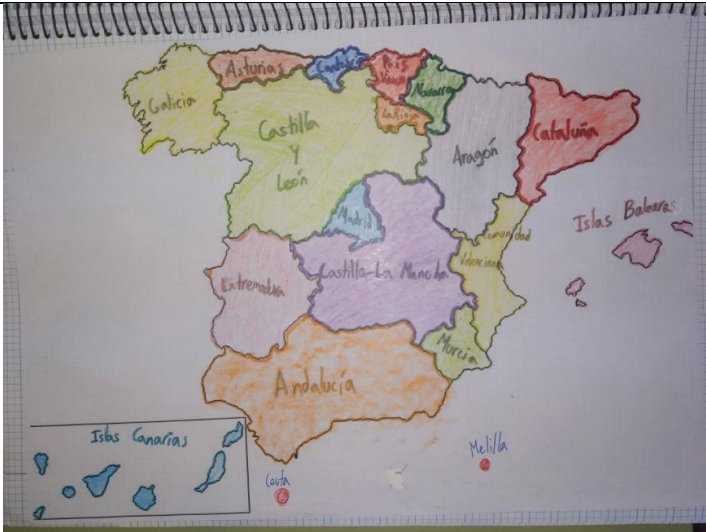 Asturias
Cantabria
País
Vasco
Navarra
Galicia
La Rioja
Castilla
y
León
Aragón
Cataluña
Madrid
Islas Baleares
Comunidad
Valenciana
Castilla-La Mancha
Extremadura
Murcia
Andalucía
Islas Canarias
Ceuta
Melilla